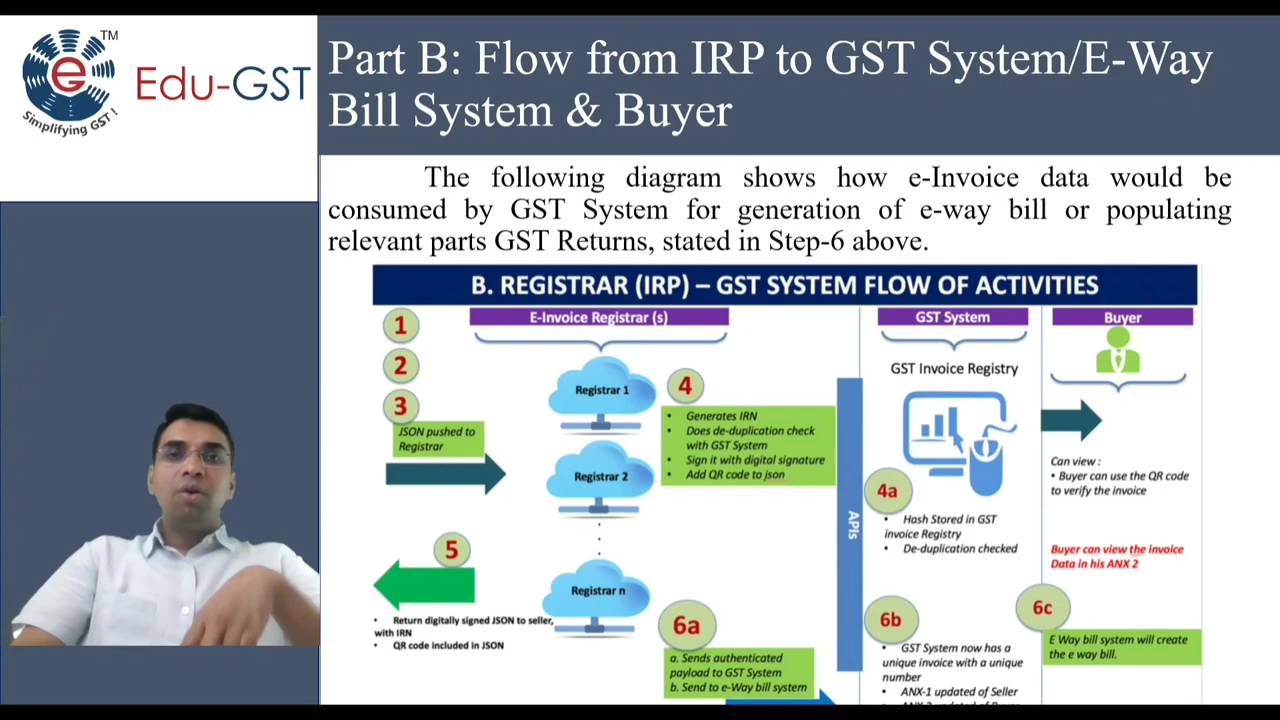 TM
e
Simplifying GST !
Edu-GST
Part B: Flow from IRP to GST System/E-Way
Bill System & Buyer
The following diagram shows how e-Invoice data would be
consumed by GST System for generation of e-way bill or populating
relevant parts GST Returns, stated in Step-6 above.
B. REGISTRAR (IRP) – GST SYSTEM FLOW OF ACTIVITIES
1
2
3
JSON pushed to
Registrar
E-Invoice Registrar (s)
Registrar 1
Registrar 2
Registrar n
4
• Generates IRN
• Does de-duplication check
with GST System
• Sign it with digital signature
• Add QR code to json
5
• Return digitally signed JSON to seller,
with IRN
• QR code included in JSON
6a
a. Sends authenticated
payload to GST System
b. Send to e-Way bill system
APIs
GST System
GST Invoice Registry
4a
• Hash Stored in GST
invoice Registry
• De-duplication checked
6b
• GST System now has a
unique invoice with a unique
number
• ANX-1 updated of Seller
Buyer
Can view :
• Buyer can use the QR code
to verify the invoice
Buyer can view the invoice
Data in his ANX 2
6c
E Way bill system will create
the e way bill.